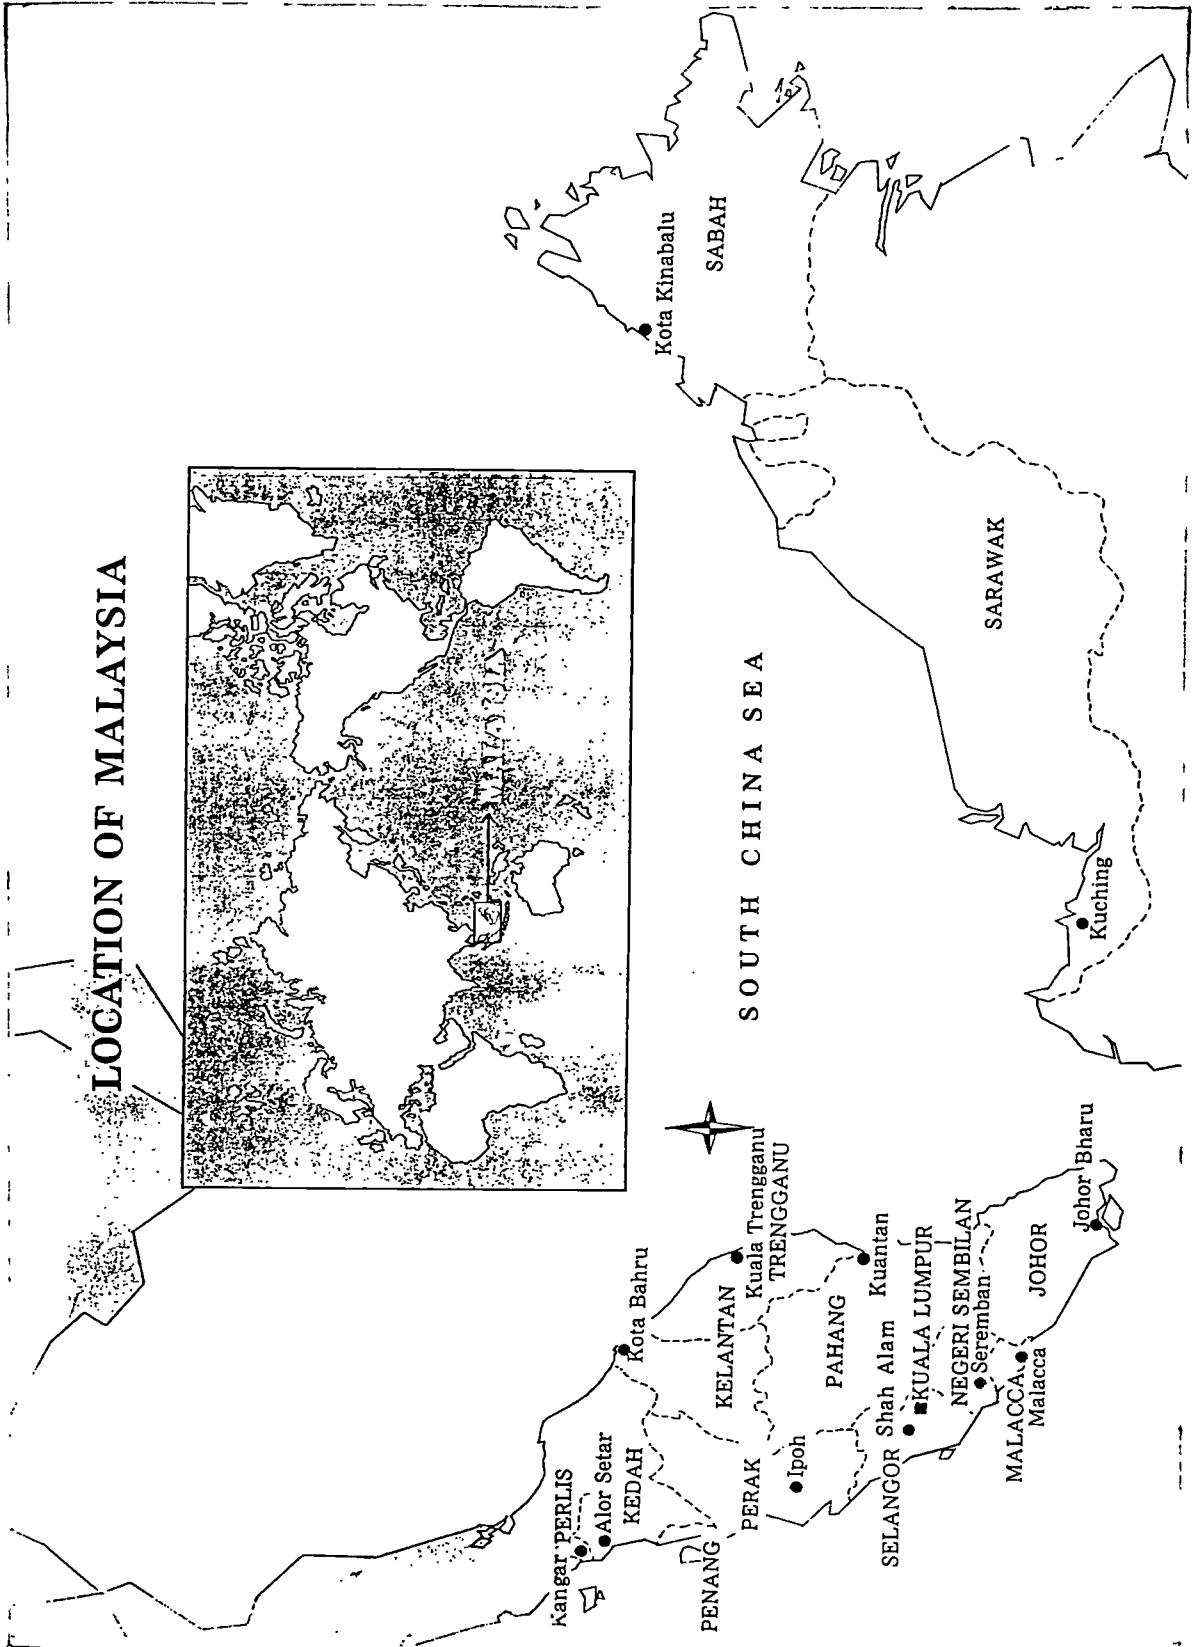 LOCATION OF MALAYSIA
MALAYSIA
Kota Kinabalu
SABAH
SARAWAK
SOUTH CHINA SEA
Kuching
Kangar
PERLIS
Alor Setar
KEDAH
PENANG
Kota Bahru
KELANTAN
Kuala Trengganu
TRENGGANU
PERAK
Ipoh
PAHANG
Kuantan
SELANGOR
Shah Alam
KUALA LUMPUR
NEGERI SEMBILAN
Seremban
MALACCA
Malacca
JOHOR
Johor Bharu